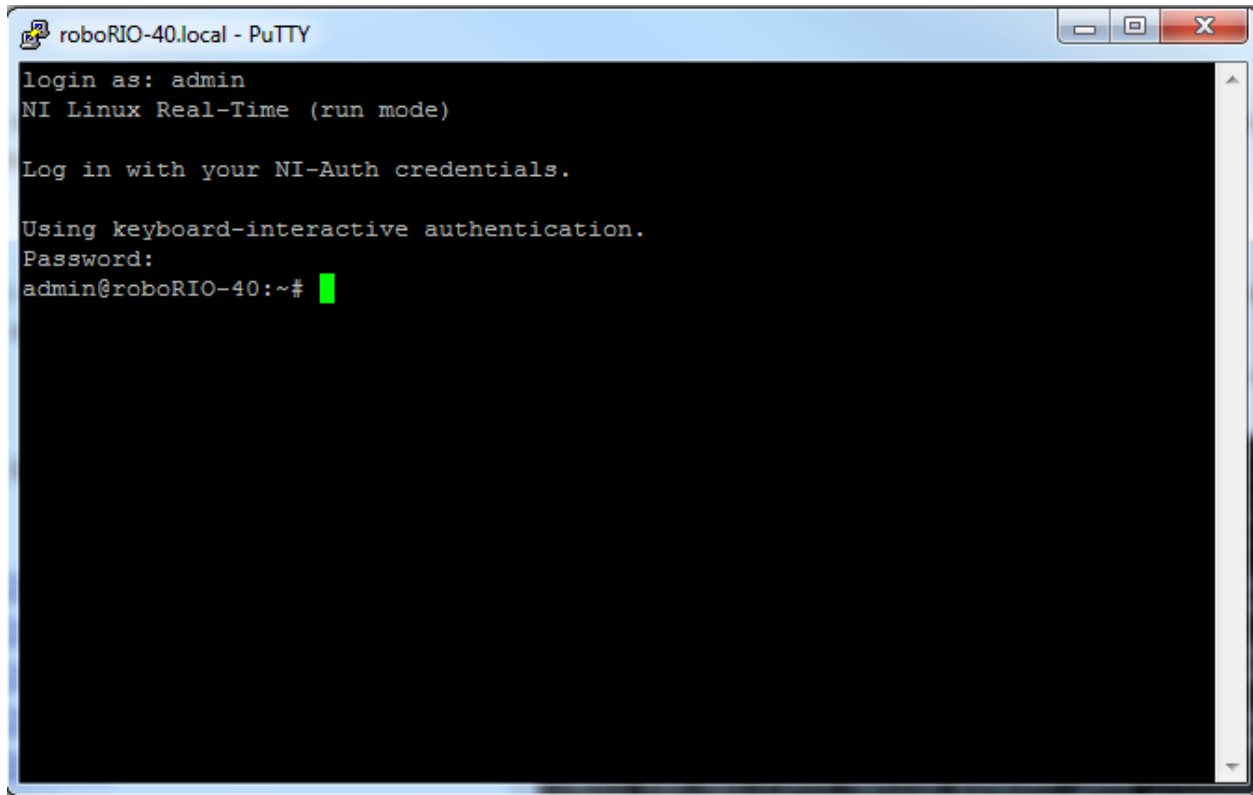 roboRIO-40.local - PuTTY
login as: admin
NI Linux Real-Time (run mode)
Log in with your NI-Auth credentials.
Using keyboard-interactive authentication.
Password:
admin@roboRIO-40:~#